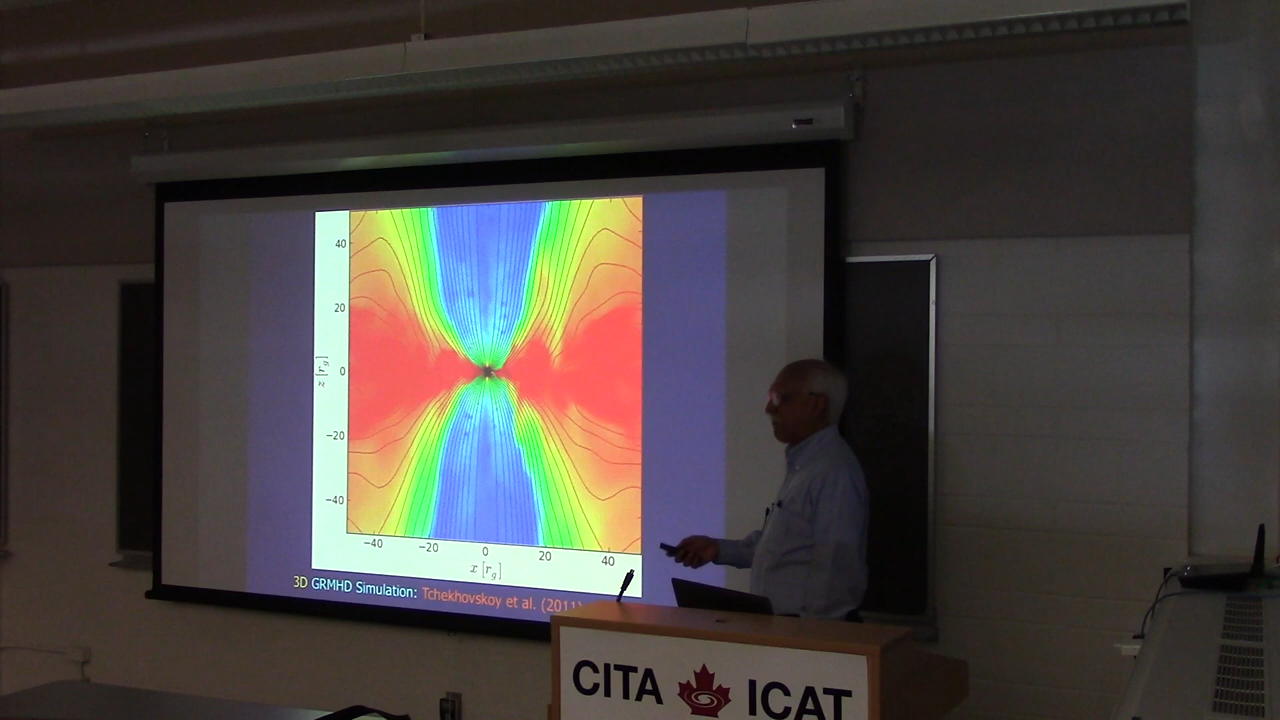 40
20
0
−20
−40
z [r_g]
−40 −20 0 20 40
x [r_g]
3D GRMHD Simulation: Tchekhovskoy et al. (2011)
CITA ICAT